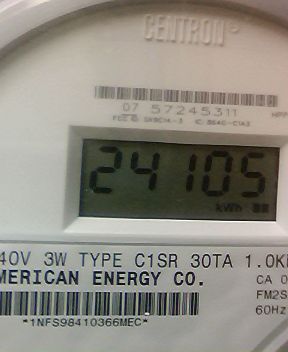 CENTRON
07 57245311
24105
kWh
40V 3W TYPE C1SR 30TA 1.0K
MERICAN ENERGY CO.
CA 0
FM2S
60Hz
*1NFS98410366MEC*